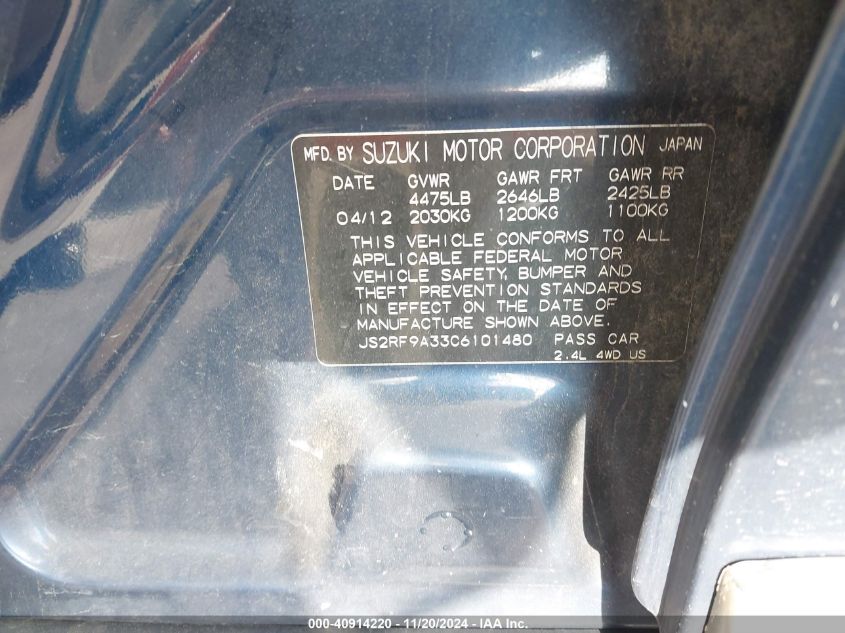 MFD. BY SUZUKI MOTOR CORPORATION JAPAN
DATE GVWR GAWR FRT GAWR RR
4475LB 2646LB 2425LB
04/12 2030KG 1200KG 1100KG
THIS VEHICLE CONFORMS TO ALL
APPLICABLE FEDERAL MOTOR
VEHICLE SAFETY, BUMPER AND
THEFT PREVENTION STANDARDS
IN EFFECT ON THE DATE OF
MANUFACTURE SHOWN ABOVE.
JS2RF9A33C6101480 PASS CAR
2.4L 4WD US
000-40914220 - 11/20/2024 - IAA Inc.